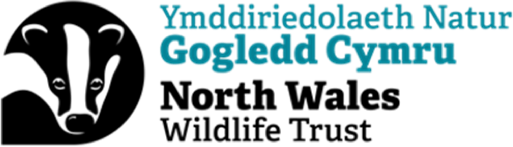 Ymddiriedolaeth Natur
Gogledd Cymru
North Wales
Wildlife Trust